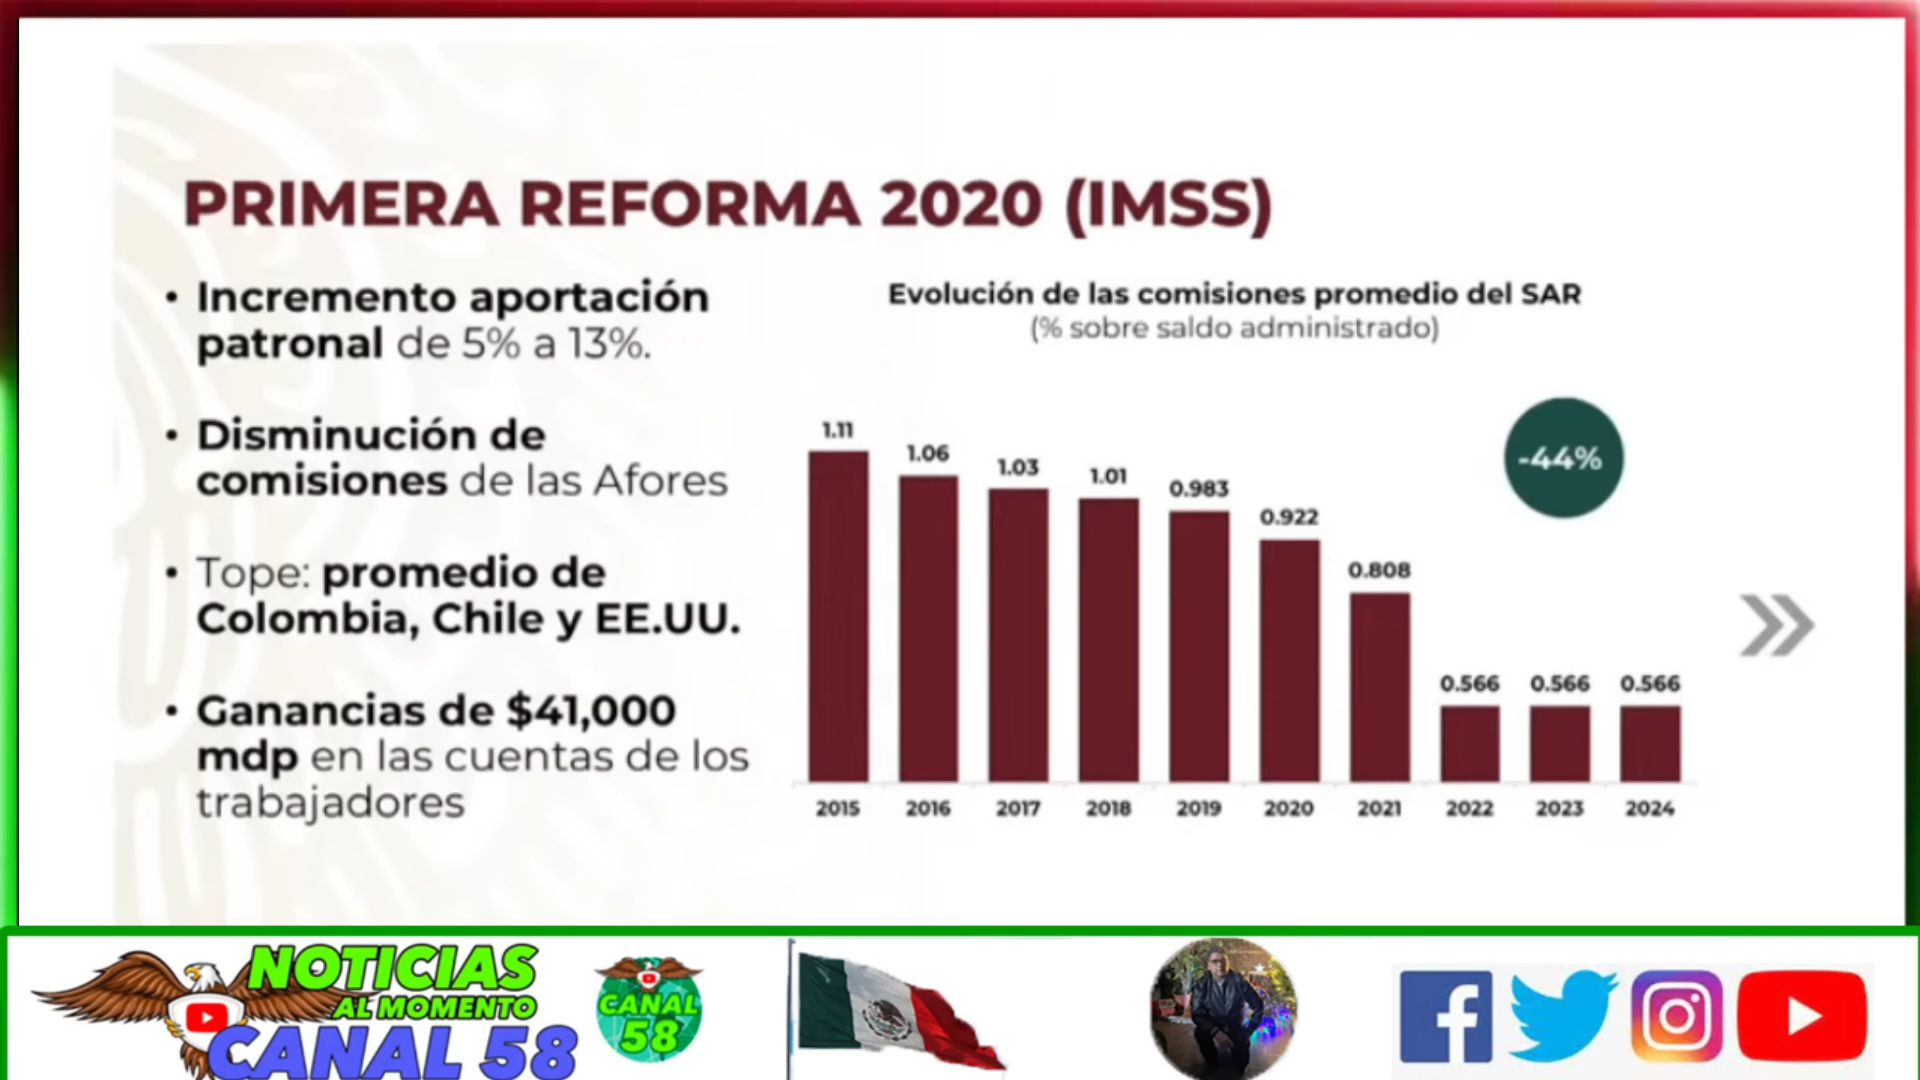 PRIMERA REFORMA 2020 (IMSS)
• Incremento aportación
patronal de 5% a 13%.
• Disminución de
comisiones de las Afores
• Tope: promedio de
Colombia, Chile y EE.UU.
• Ganancias de $41,000
mdp en las cuentas de los
trabajadores
Evolución de las comisiones promedio del SAR
(% sobre saldo administrado)
-44%
1.11
1.06
1.03
1.01
0.983
0.922
0.808
0.566
0.566
0.566
2015 2016 2017 2018 2019 2020 2021 2022 2023 2024
NOTICIAS
AL MOMENTO
CANAL 58
CANAL
58